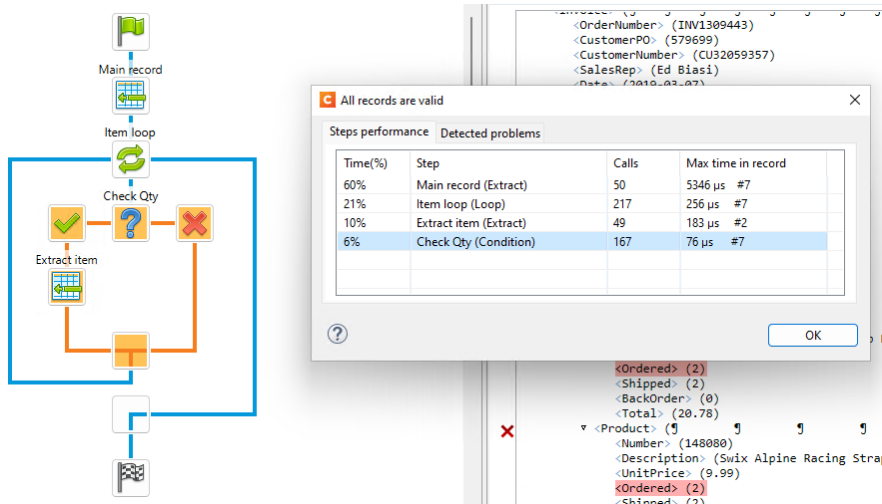 Main record
Item loop
Check Qty
Extract item
<OrderNumber> (INV1309443)
<CustomerPO> (579699)
<CustomerNumber> (CU32059357)
<SalesRep> (Ed Biasi)
All records are valid
Steps performance
Detected problems
Time(%) Step Calls Max time in record
60% Main record (Extract) 50 5346 µs #7
21% Item loop (Loop) 217 256 µs #7
10% Extract item (Extract) 49 183 µs #2
6% Check Qty (Condition) 167 76 µs #7
OK
<Ordered> (2)
<Shipped> (2)
<BackOrder> (0)
<Total> (20.78)
<Product> (¶ ¶ ¶ ¶
<Number> (148080)
<Description> (Swix Alpine Racing Strap
<UnitPrice> (9.99)
<Ordered> (2)
<Shipped> (2)